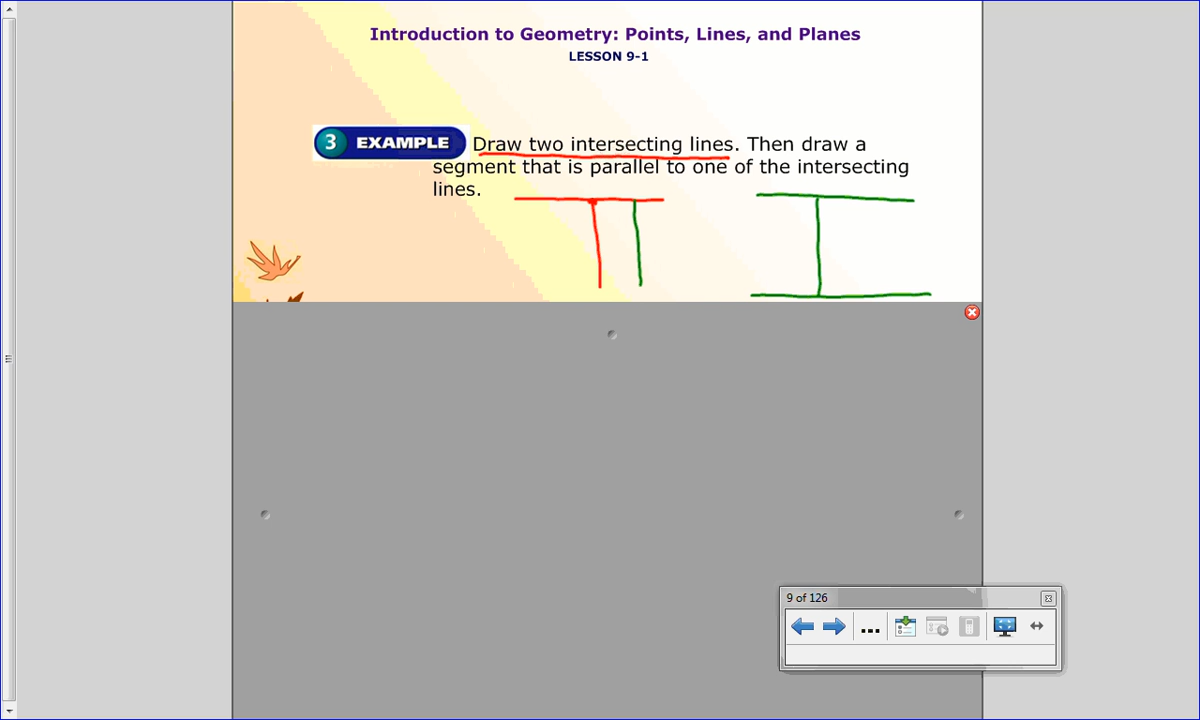 Introduction to Geometry: Points, Lines, and Planes
LESSON 9-1
3 EXAMPLE Draw two intersecting lines. Then draw a
segment that is parallel to one of the intersecting
lines.
9 of 126